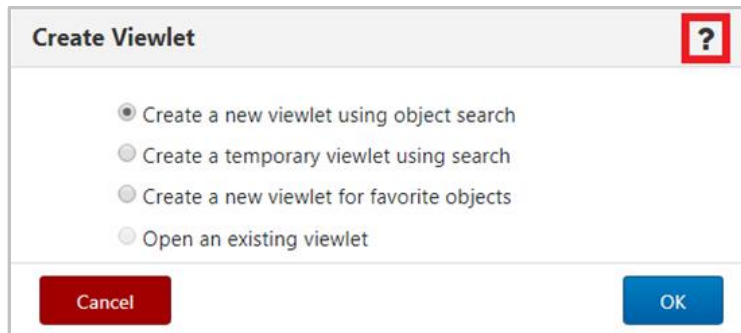 Create Viewlet
?
Create a new viewlet using object search
Create a temporary viewlet using search
Create a new viewlet for favorite objects
Open an existing viewlet
Cancel OK